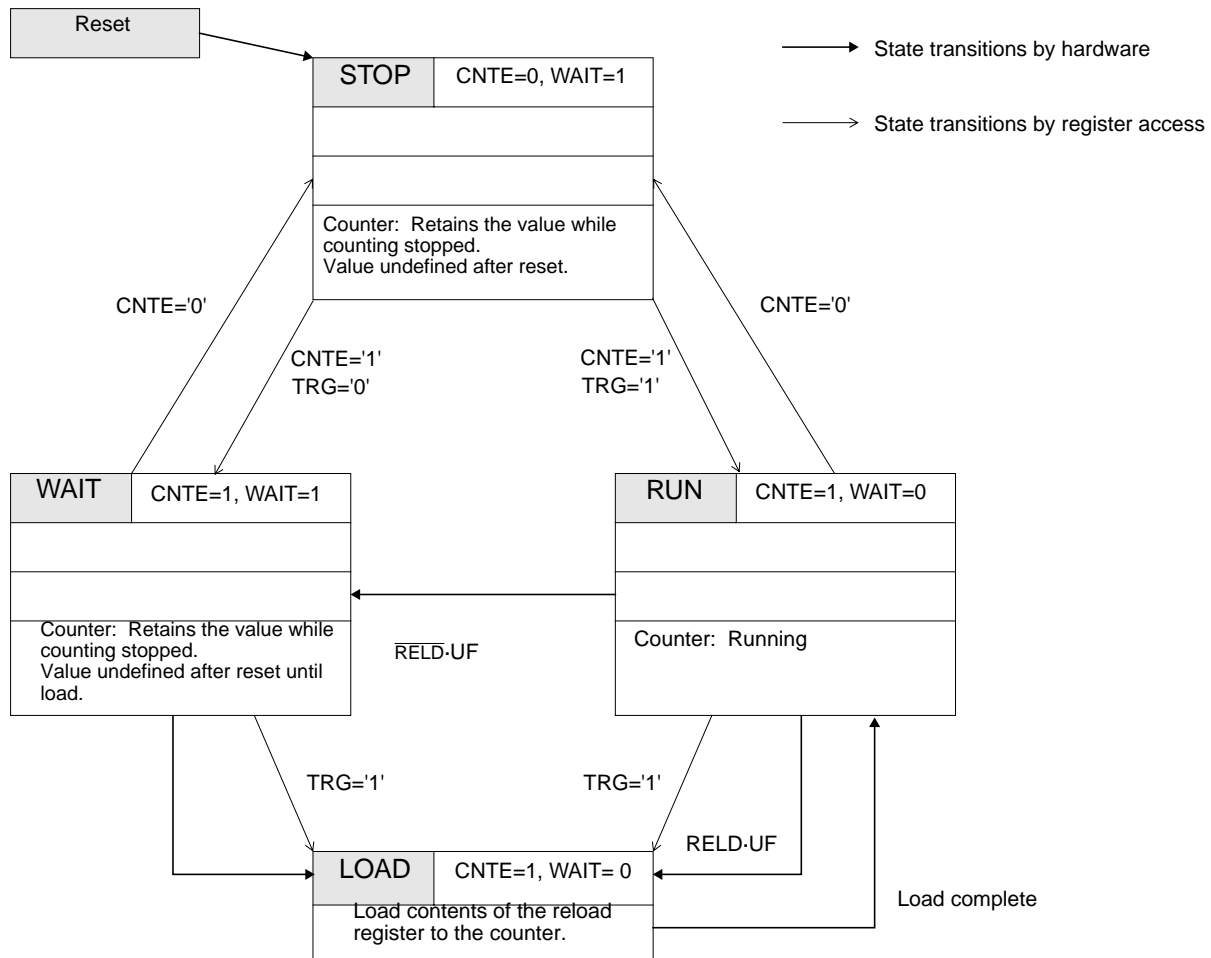 Reset
State transitions by hardware
STOP
CNTE=0, WAIT=1
State transitions by register access
Counter: Retains the value while
counting stopped.
Value undefined after reset.
CNTE='0'
CNTE='0'
CNTE='1'
TRG='0'
CNTE='1'
TRG='1'
WAIT
CNTE=1, WAIT=1
RUN
CNTE=1, WAIT=0
Counter: Retains the value while
counting stopped.
Value undefined after reset until
load.
R̅E̅L̅D̅·UF
Counter: Running
TRG='1'
TRG='1'
RELD·UF
LOAD
CNTE=1, WAIT= 0
Load contents of the reload
register to the counter.
Load complete